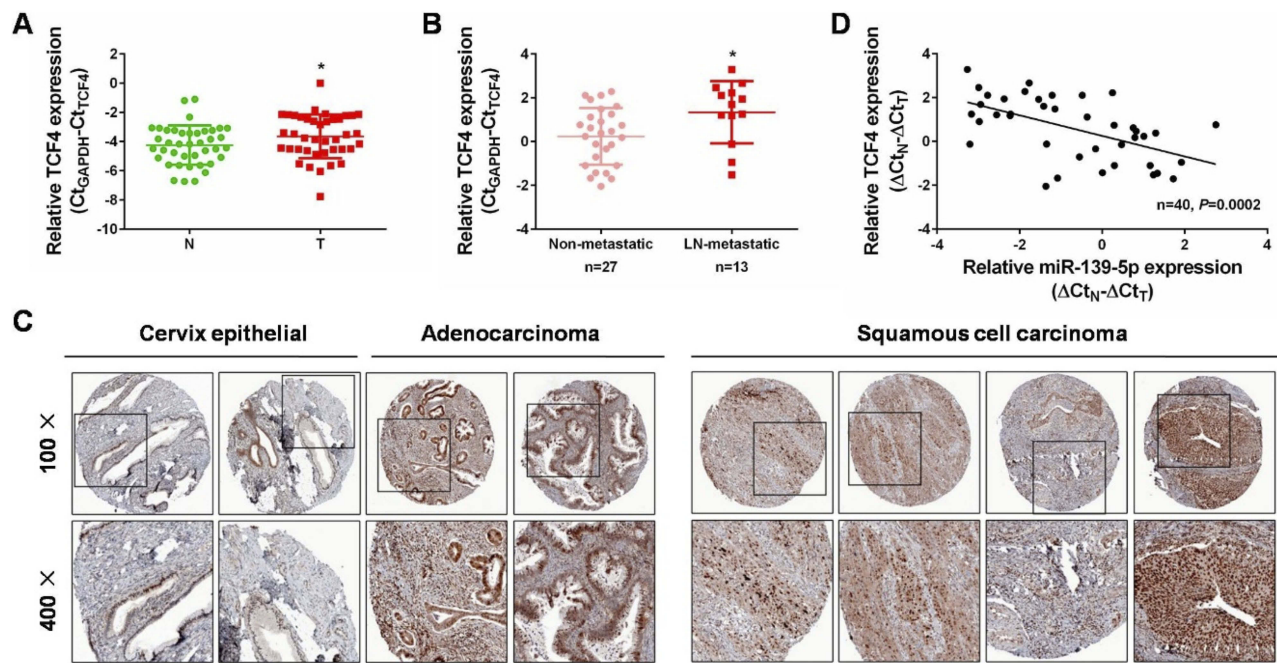 A
Relative TCF4 expression
(CtGAPDH-CtTCF4)
2
0
-2
-4
-6
-8
-10
*
N
T
B
Relative TCF4 expression
(CtGAPDH-CtTCF4)
4
2
0
-2
-4
*
Non-metastatic
LN-metastatic
n=27
n=13
D
Relative TCF4 expression
(ΔCtN-ΔCtT)
4
2
0
-2
-4
n=40, P=0.0002
-4
-2
0
2
4
Relative miR-139-5p expression
(ΔCtN-ΔCtT)
C
Cervix epithelial
Adenocarcinoma
Squamous cell carcinoma
100 ×
400 ×